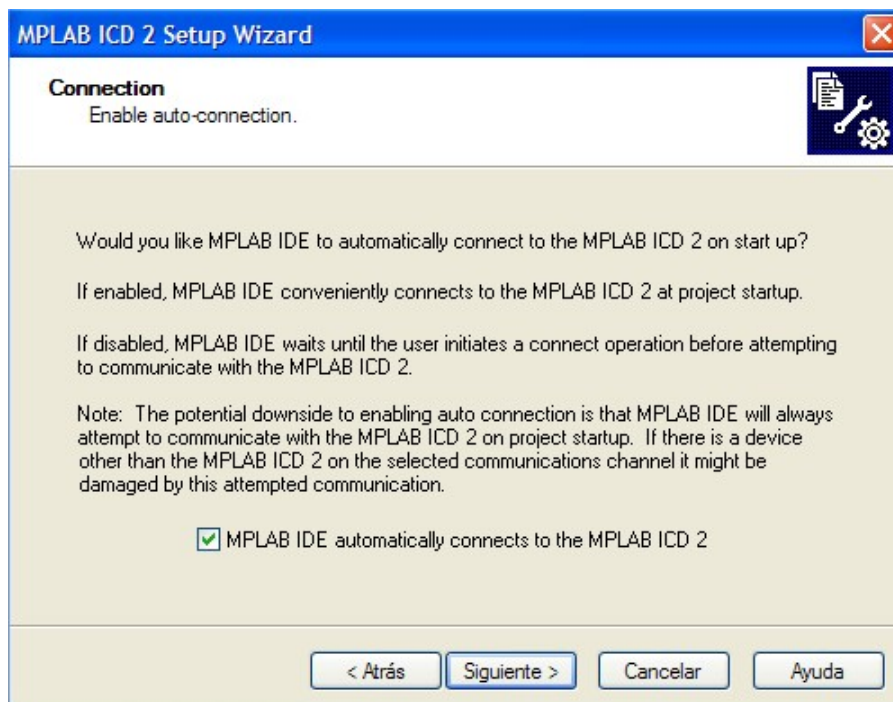 MPLAB ICD 2 Setup Wizard
Connection
Enable auto-connection.
Would you like MPLAB IDE to automatically connect to the MPLAB ICD 2 on start up?
If enabled, MPLAB IDE conveniently connects to the MPLAB ICD 2 at project startup.
If disabled, MPLAB IDE waits until the user initiates a connect operation before attempting
to communicate with the MPLAB ICD 2.
Note:  The potential downside to enabling auto connection is that MPLAB IDE will always
attempt to communicate with the MPLAB ICD 2 on project startup.  If there is a device
other than the MPLAB ICD 2 on the selected communications channel it might be
damaged by this attempted communication.
MPLAB IDE automatically connects to the MPLAB ICD 2
< Atrás Siguiente > Cancelar Ayuda